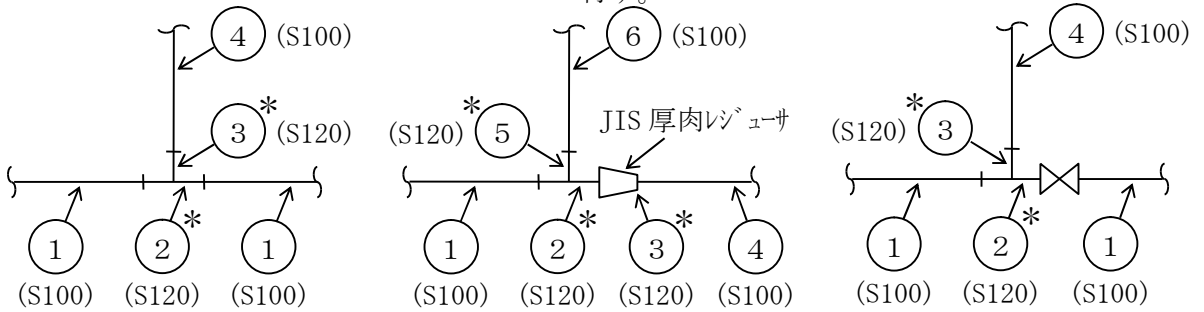 4 (S100)
3* (S120)
1 2* 1
(S100) (S120) (S100)
6 (S100)
(S120) *5 JIS 厚肉ﾚｼﾞｭｰｻ
1 2* 3* 4
(S100) (S120) (S120) (S100)
4 (S100)
(S120) *3
1 2* 1
(S100) (S120) (S100)